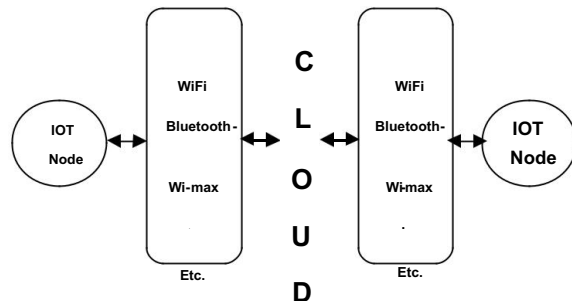 IOT
Node
WiFi
Bluetooth-
Wi-max
Etc.
C
L
O
U
D
WiFi
Bluetooth-
Wi-max
.
Etc.
IOT
Node